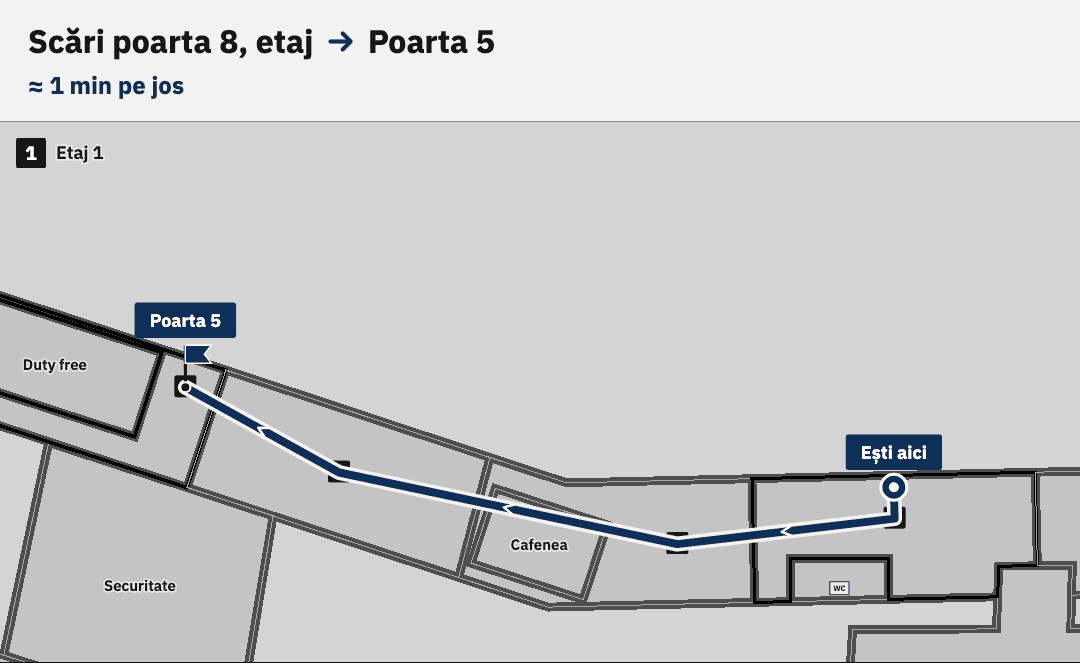 Scări poarta 8, etaj → Poarta 5
≈ 1 min pe jos
1 Etaj 1
Poarta 5
Duty free
Ești aici
Cafenea
Securitate
WC